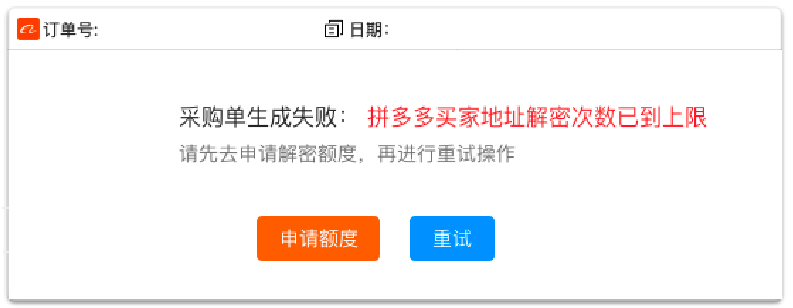 订单号: 日期:
采购单生成失败： 拼多多买家地址解密次数已到上限
请先去申请解密额度，再进行重试操作
申请额度 重试